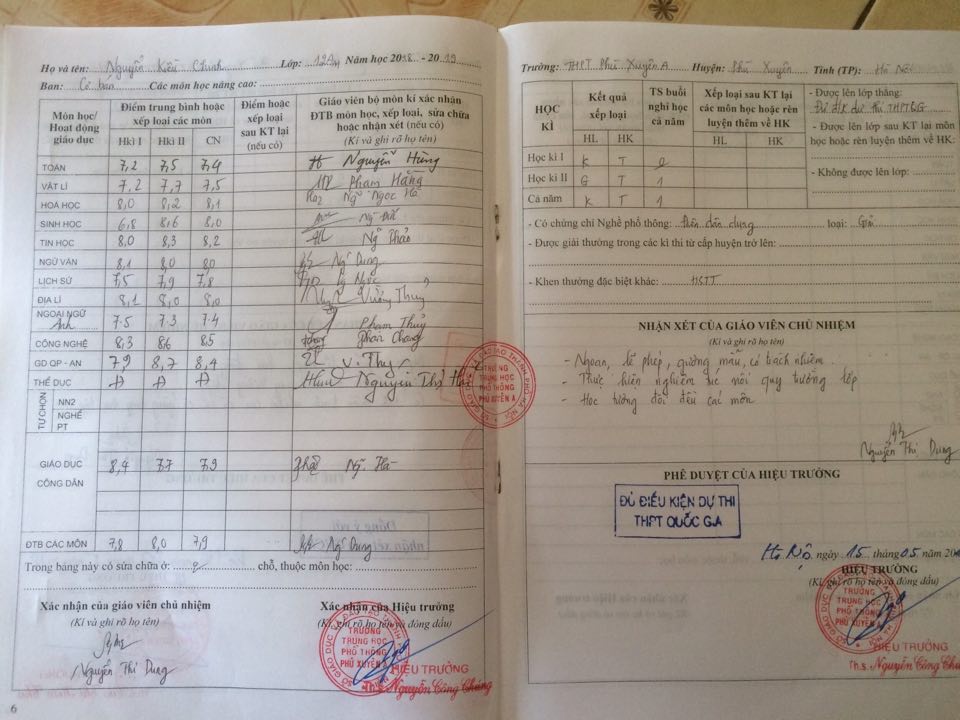 Họ và tên: Nguyễn Kiều Chinh Lớp: 12A Năm học 2018 - 2019
Ban: Cơ bản Các môn học nâng cao:
Môn học/ Hoạt động giáo dục
Điểm trung bình hoặc xếp loại các môn
Hkì I Hkì II CN
Điểm hoặc xếp loại sau KT lại (nếu có)
Giáo viên bộ môn kí xác nhận ĐTB môn học, xếp loại, sửa chữa hoặc nhận xét (nếu có)
(Kí và ghi rõ họ tên)
TOÁN 7,2 7,5 7,4 Nguyễn Hùng
VẬT LÍ 7,2 7,7 7,5 Phạm Hằng
HOÁ HỌC 8,0 8,2 8,1 Ng Ngọc Hà
SINH HỌC 6,8 8,6 8,0
TIN HỌC 8,0 8,3 8,2 Ng Thảo
NGỮ VĂN 8,1 8,0 8,0 Ng Dung
LỊCH SỬ 7,5 7,9 7,8
ĐỊA LÍ 8,1 8,0 8,0
NGOẠI NGỮ Anh 7.5 7.3 7.4 Phạm Thủy
CÔNG NGHỆ 8,3 8,6 8,5
GD QP - AN 7,9 8,7 8,4 V. Thụ
THỂ DỤC Đ Đ Đ Nguyễn Thị
TỰ CHỌN
NN2
NGHỀ PT
GIÁO DỤC CÔNG DÂN 8,4 7,7 7,9 Ng Hà
ĐTB CÁC MÔN 7,8 8,0 7,9 Ng Dung
Trong bảng này có sửa chữa ở: 0 chỗ, thuộc môn học:
Xác nhận của giáo viên chủ nhiệm
(Kí và ghi rõ họ tên)
Nguyễn Thị Dung
Xác nhận của Hiệu trưởng
(Kí, ghi rõ họ tên và đóng dấu)
TRƯỜNG
TRUNG HỌC
PHỔ THÔNG
PHÚ XUYÊN A
HIỆU TRƯỞNG
Th.s. Nguyễn Công Chúng
6
Trường: THPT Phú Xuyên A Huyện: Phú Xuyên Tỉnh (TP): Hà Nội
HỌC KÌ
Kết quả xếp loại
HL HK
TS buổi nghỉ học cả năm
Xếp loại sau KT lại các môn học hoặc rèn luyện thêm về HK
HL HK
Học kì I K T 0
Học kì II G T 1
Cả năm K T 1
- Được lên lớp thẳng:
Đủ đk dự thi THPTQG
- Được lên lớp sau KT lại môn học hoặc rèn luyện thêm về HK:
- Không được lên lớp:
- Có chứng chỉ Nghề phổ thông: Điện dân dụng loại: Giỏi
- Được giải thưởng trong các kì thi từ cấp huyện trở lên:
- Khen thưởng đặc biệt khác: HSTT
NHẬN XÉT CỦA GIÁO VIÊN CHỦ NHIỆM
(Kí và ghi rõ họ tên)
- Ngoan, lễ phép, gương mẫu, có trách nhiệm.
- Thực hiện nghiêm túc nội quy trường lớp
- Học tương đối đều các môn
Nguyễn Thị Dung
TRƯỜNG
TRUNG HỌC
PHỔ THÔNG
PHÚ XUYÊN A
PHÊ DUYỆT CỦA HIỆU TRƯỞNG
ĐỦ ĐIỀU KIỆN DỰ THI
THPT QUỐC GIA
Hà Nội, ngày 15 tháng 05 năm 20
HIỆU TRƯỞNG
(Kí, ghi rõ họ tên và đóng dấu)
TRƯỜNG
TRUNG HỌC
PHỔ THÔNG
PHÚ XUYÊN A
HIỆU TRƯỞNG
Th.s. Nguyễn Công Chúng